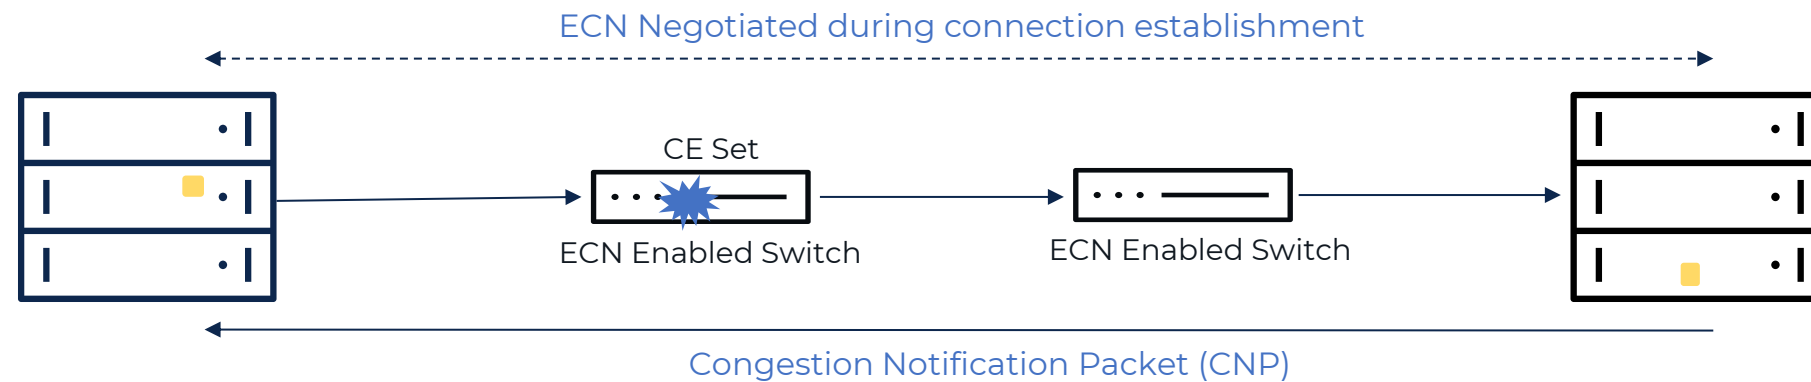 ECN Negotiated during connection establishment
CE Set
ECN Enabled Switch
ECN Enabled Switch
Congestion Notification Packet (CNP)